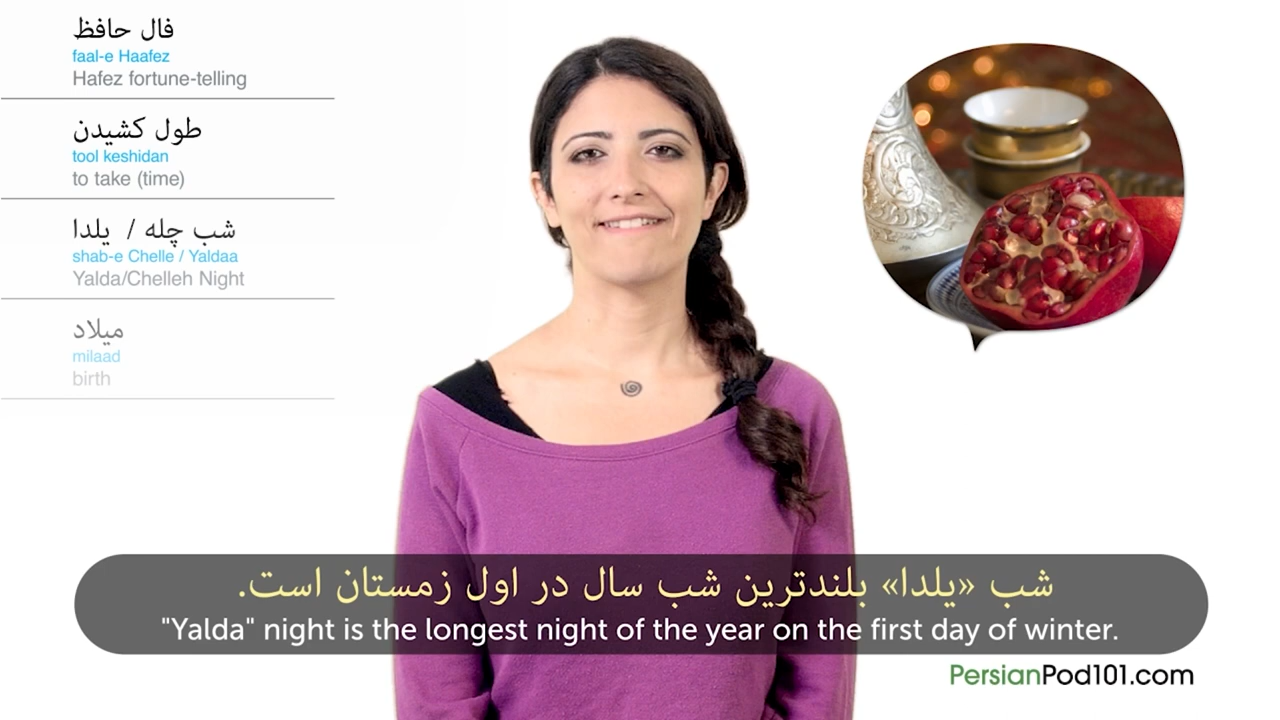 فال حافظ
faal-e Haafez
Hafez fortune-telling
طول کشیدن
tool keshidan
to take (time)
شب چله / یلدا
shab-e Chelle / Yaldaa
Yalda/Chelleh Night
میلاد
milaad
birth
شب «یلدا» بلندترین شب سال در اول زمستان است.
"Yalda" night is the longest night of the year on the first day of winter.
PersianPod101.com